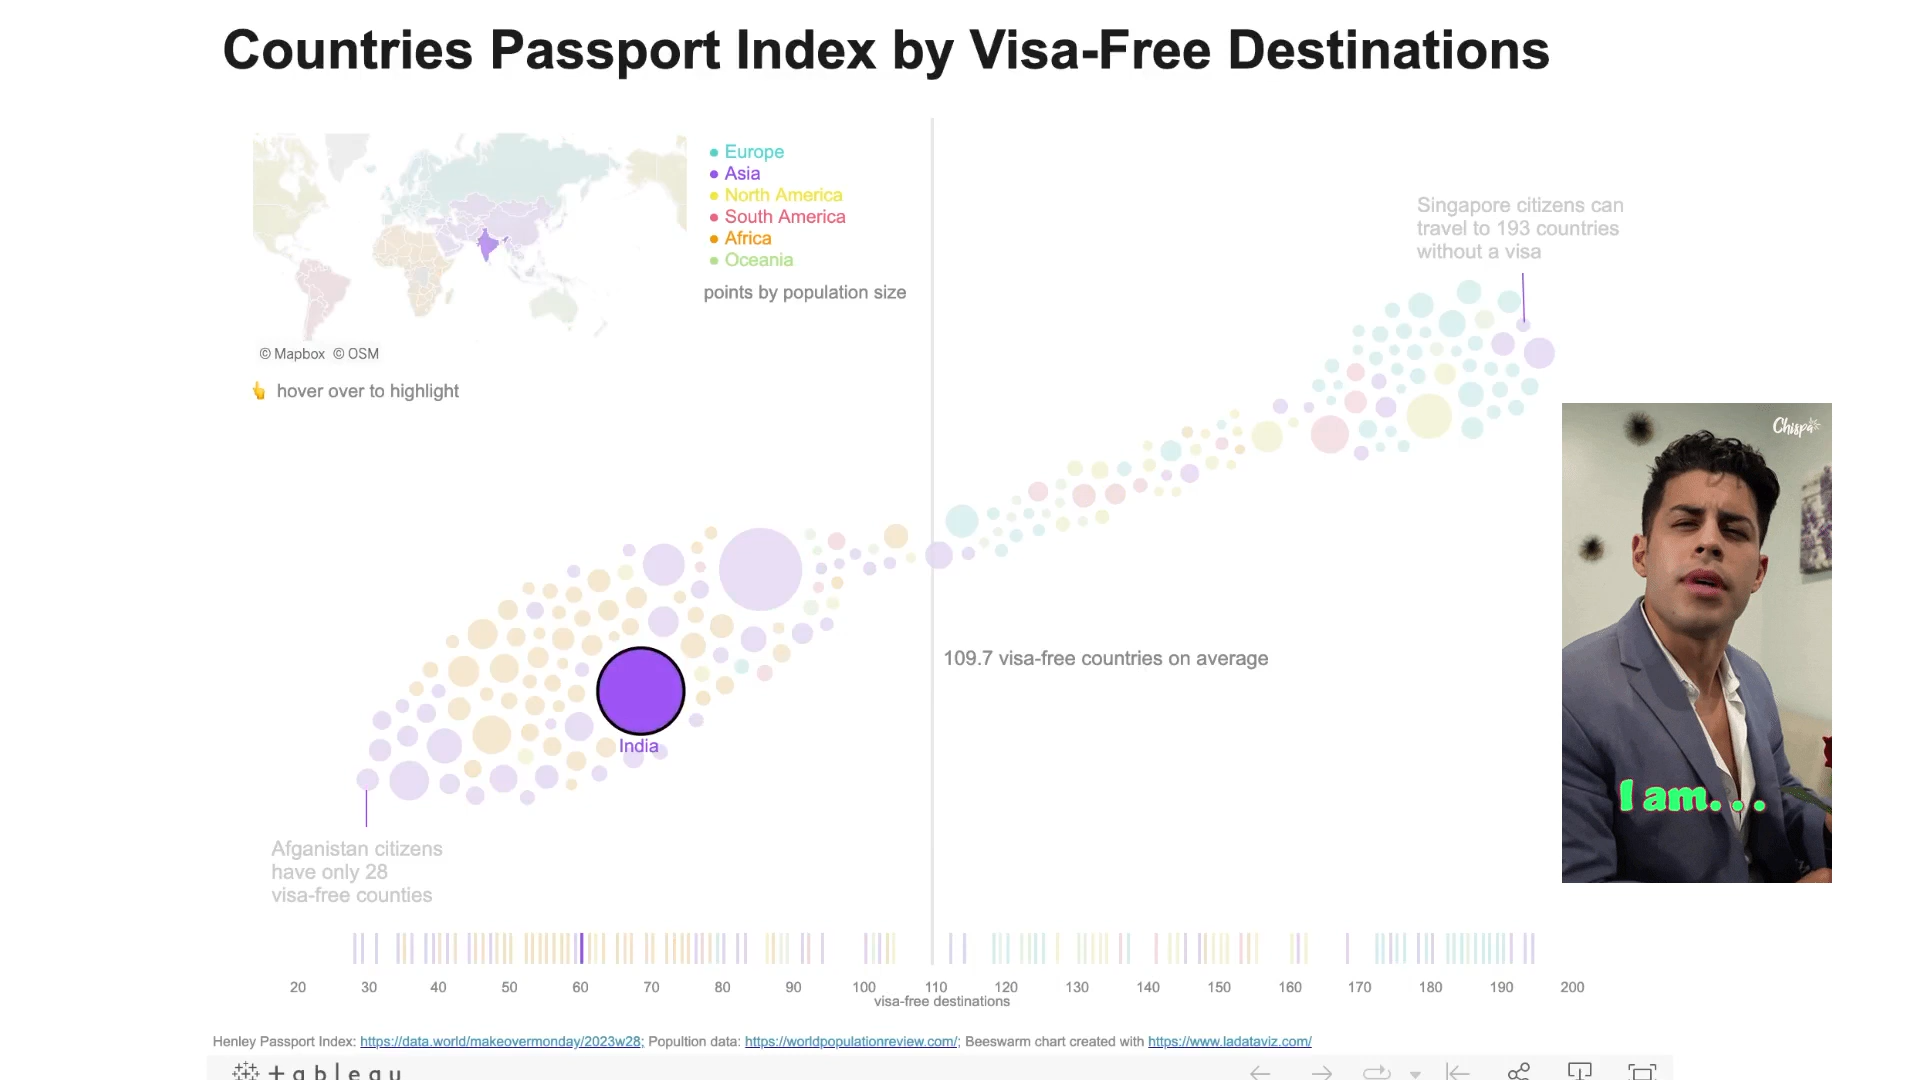 Countries Passport Index by Visa-Free Destinations
Europe
Asia
North America
South America
Africa
Oceania
points by population size
© Mapbox © OSM
hover over to highlight
Singapore citizens can
travel to 193 countries
without a visa
Chispa
109.7 visa-free countries on average
India
I am. . .
Afganistan citizens
have only 28
visa-free counties
20 30 40 50 60 70 80 90 100 110 120 130 140 150 160 170 180 190 200
visa-free destinations
Henley Passport Index: https://data.world/makeovermonday/2023w28; Popultion data: https://worldpopulationreview.com/; Beeswarm chart created with https://www.ladataviz.com/
+ableau